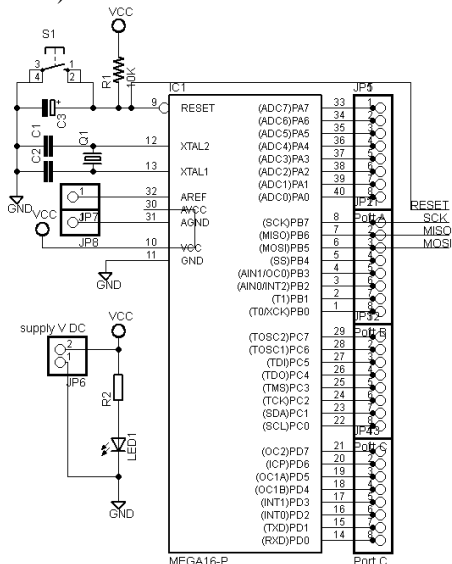 VCC
S1
3 1
4 2
R1
10K
C3
C1
C2
Q1
IC1
MEGA16-P
9 RESET
12 XTAL2
13 XTAL1
32 AREF
30 AVCC
31 AGND
10 VCC
11 GND
GND
VCC
1
JP7
1
JP8
GND
(ADC7)PA7 33
(ADC6)PA6 34
(ADC5)PA5 35
(ADC4)PA4 36
(ADC3)PA3 37
(ADC2)PA2 38
(ADC1)PA1 39
(ADC0)PA0 40
(SCK)PB7 8
(MISO)PB6 7
(MOSI)PB5 6
(SS)PB4 5
(AIN1/OC0)PB3 4
(AIN0/INT2)PB2 3
(T1)PB1 2
(T0/XCK)PB0 1
(TOSC2)PC7 29
(TOSC1)PC6 28
(TDI)PC5 27
(TDO)PC4 26
(TMS)PC3 25
(TCK)PC2 24
(SDA)PC1 23
(SCL)PC0 22
(OC2)PD7 21
(ICP)PD6 20
(OC1A)PD5 19
(OC1B)PD4 18
(INT1)PD3 17
(INT0)PD2 16
(TXD)PD1 15
(RXD)PD0 14
Port A
Port B
Port C
Port C
RESET
SCK
MISO
MOSI
VCC
supply V DC
2
1
JP6
R2
LED1
GND